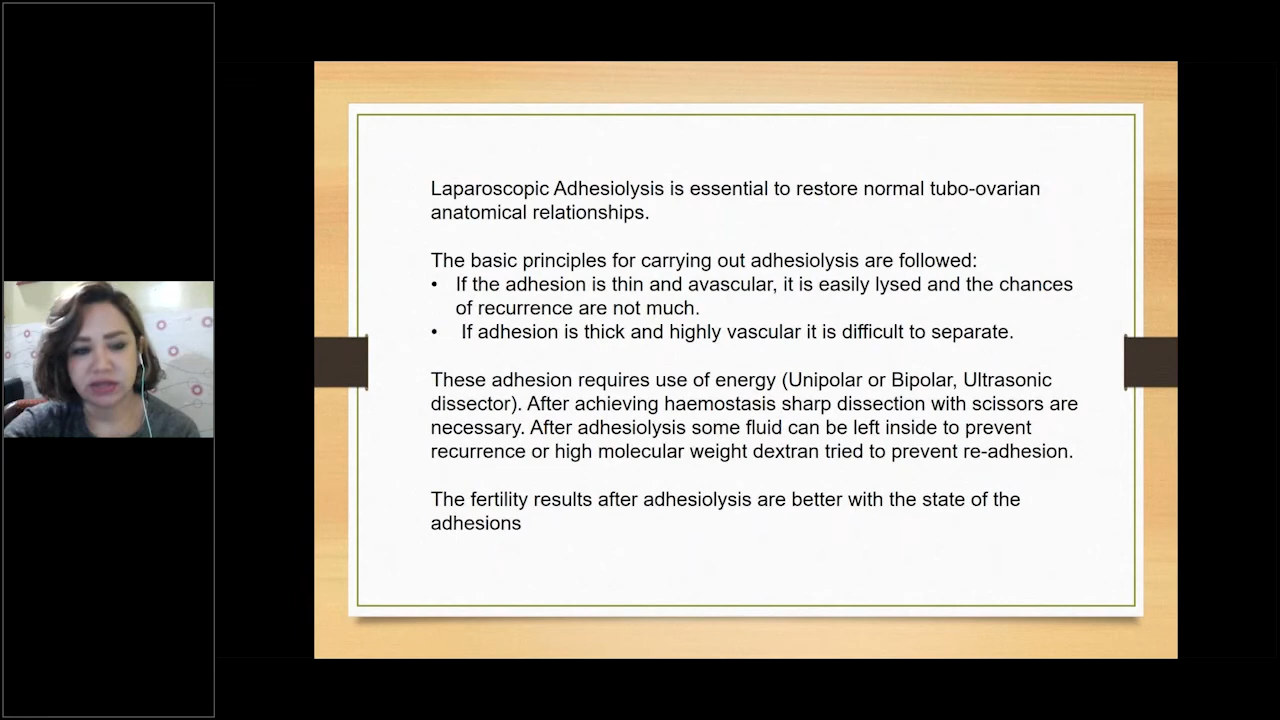 Laparoscopic Adhesiolysis is essential to restore normal tubo-ovarian
anatomical relationships.
The basic principles for carrying out adhesiolysis are followed:
• If the adhesion is thin and avascular, it is easily lysed and the chances
of recurrence are not much.
• If adhesion is thick and highly vascular it is difficult to separate.
These adhesion requires use of energy (Unipolar or Bipolar, Ultrasonic
dissector). After achieving haemostasis sharp dissection with scissors are
necessary. After adhesiolysis some fluid can be left inside to prevent
recurrence or high molecular weight dextran tried to prevent re-adhesion.
The fertility results after adhesiolysis are better with the state of the
adhesions